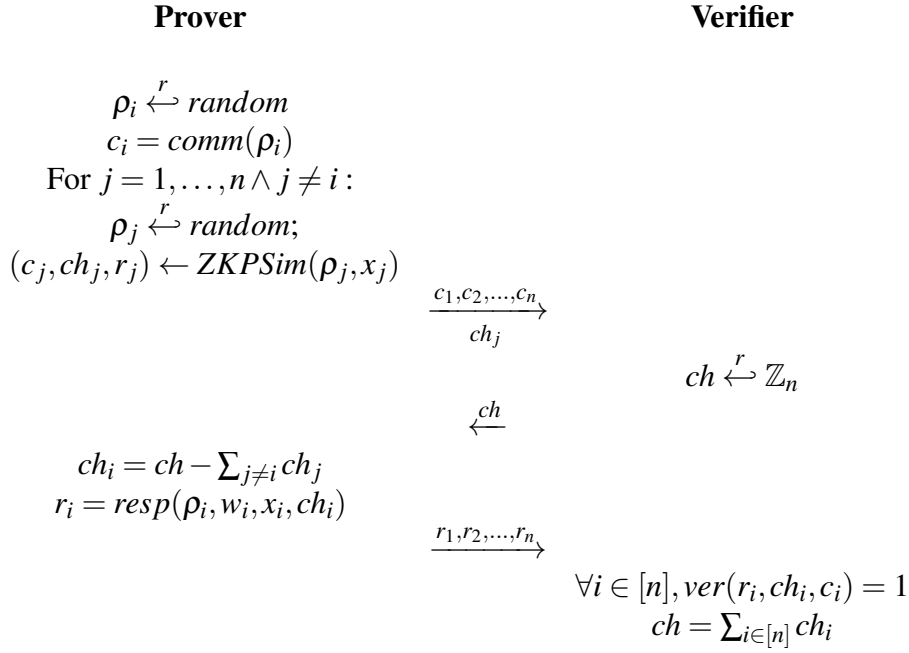 Prover Verifier
ρ_i ↩^r random
c_i = comm(ρ_i)
For j = 1,…,n ∧ j ≠ i :
ρ_j ↩^r random;
(c_j, ch_j, r_j) ← ZKPSim(ρ_j, x_j)
c_1,c_2,...,c_n
ch_j
ch ↩^r ℤ_n
ch
ch_i = ch − ∑_{j≠i} ch_j
r_i = resp(ρ_i, w_i, x_i, ch_i)
r_1,r_2,...,r_n
∀i ∈ [n], ver(r_i, ch_i, c_i) = 1
ch = ∑_{i∈[n]} ch_i